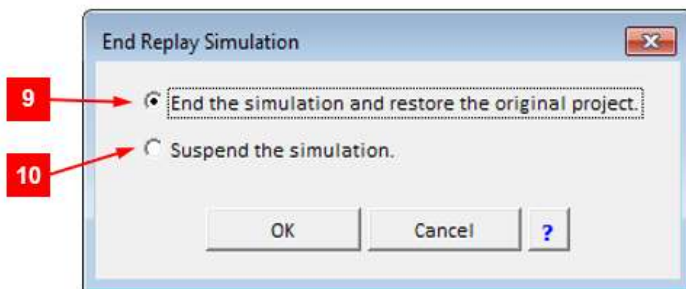 End Replay Simulation
9
End the simulation and restore the original project.
10
Suspend the simulation.
OK Cancel ?